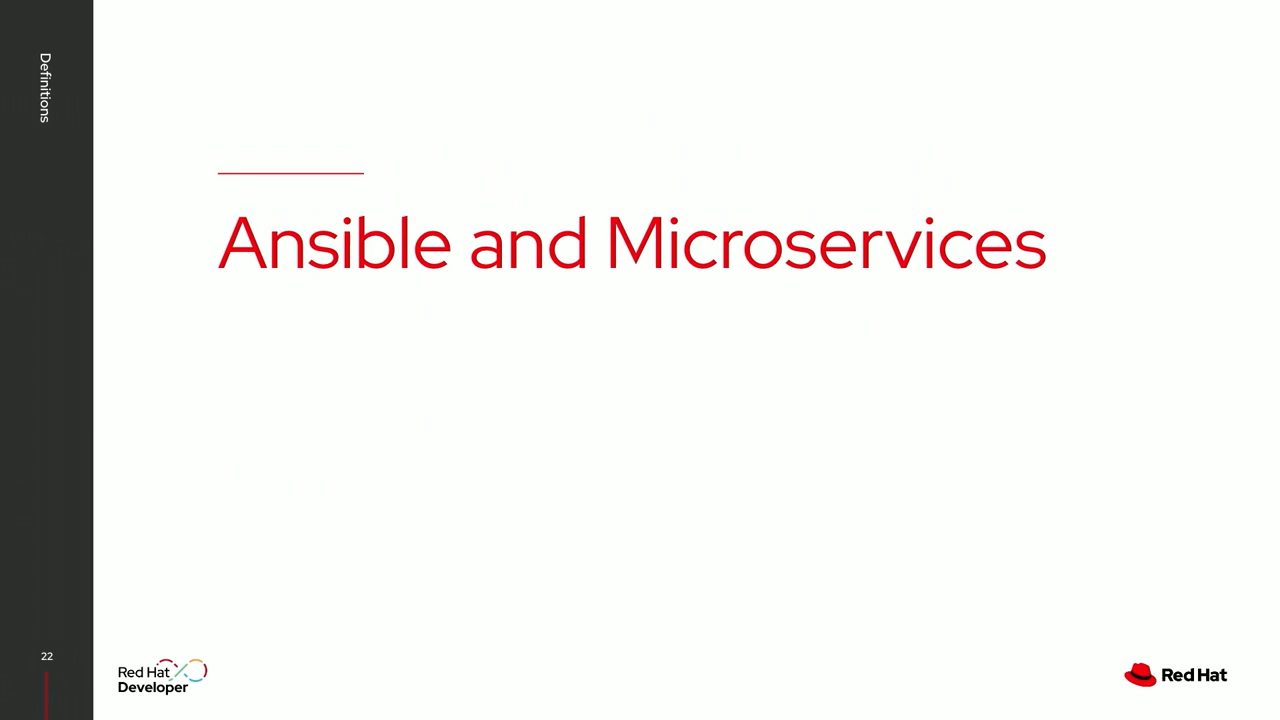 Definitions
Ansible and Microservices
22
Red Hat
Developer
Red Hat